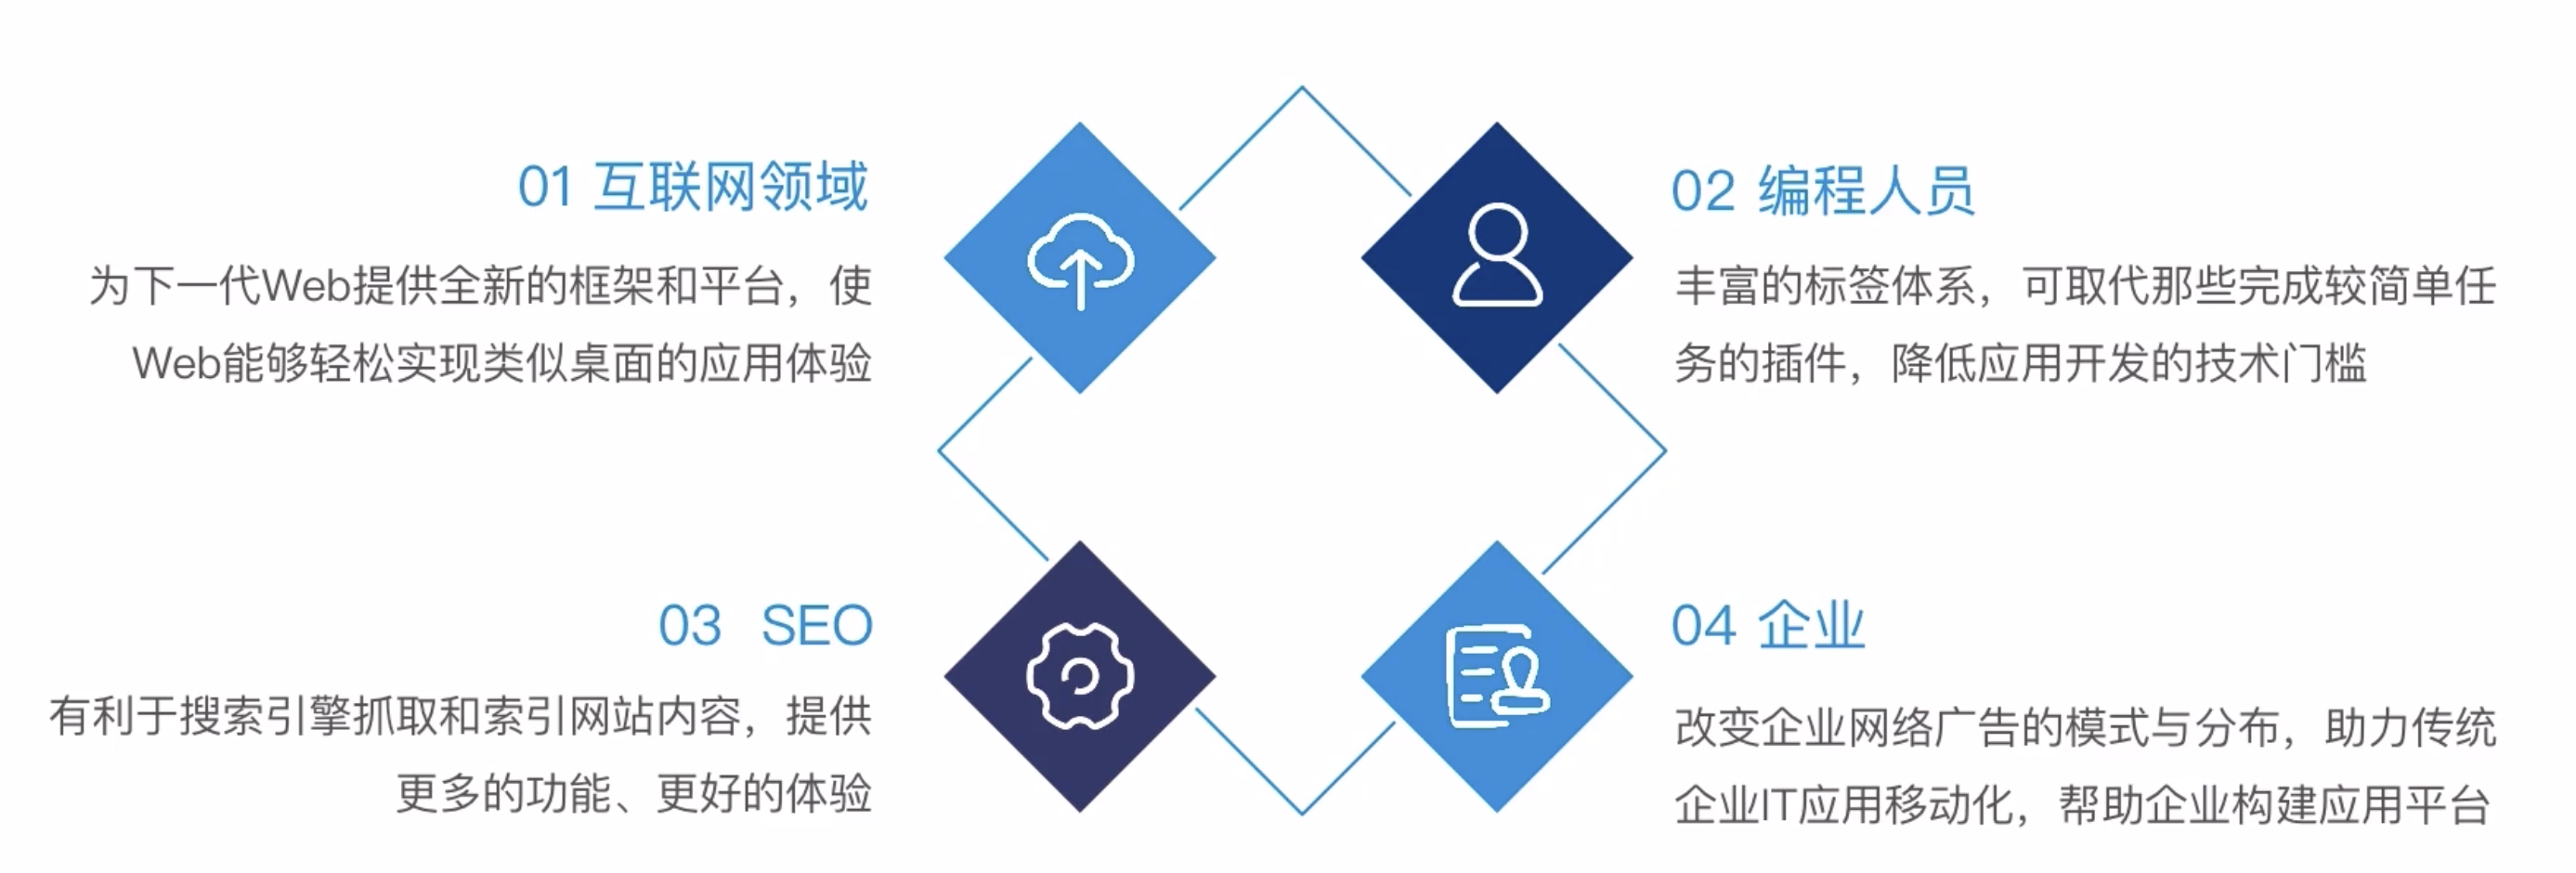 01 互联网领域
为下一代Web提供全新的框架和平台，使
Web能够轻松实现类似桌面的应用体验
02 编程人员
丰富的标签体系，可取代那些完成较简单任
务的插件，降低应用开发的技术门槛
03 SEO
有利于搜索引擎抓取和索引网站内容，提供
更多的功能、更好的体验
04 企业
改变企业网络广告的模式与分布，助力传统
企业IT应用移动化，帮助企业构建应用平台